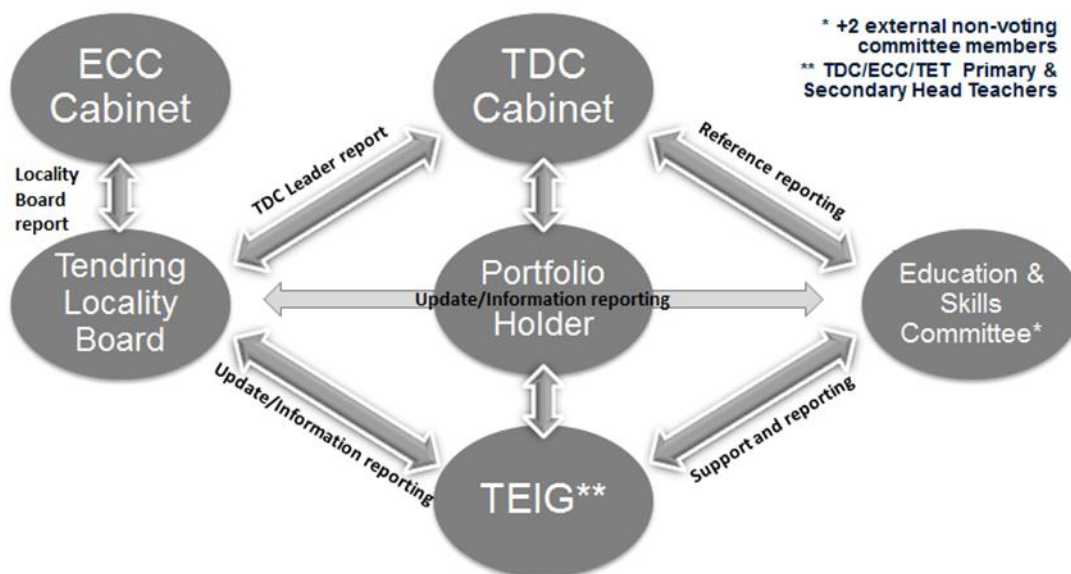 ECC
Cabinet
TDC
Cabinet
* +2 external non-voting
committee members
** TDC/ECC/TET Primary &
Secondary Head Teachers
Locality
Board
report
TDC Leader report
Reference reporting
Tendring
Locality
Board
Portfolio
Holder
Update/Information reporting
Education &
Skills
Committee*
Update/Information reporting
Support and reporting
TEIG**